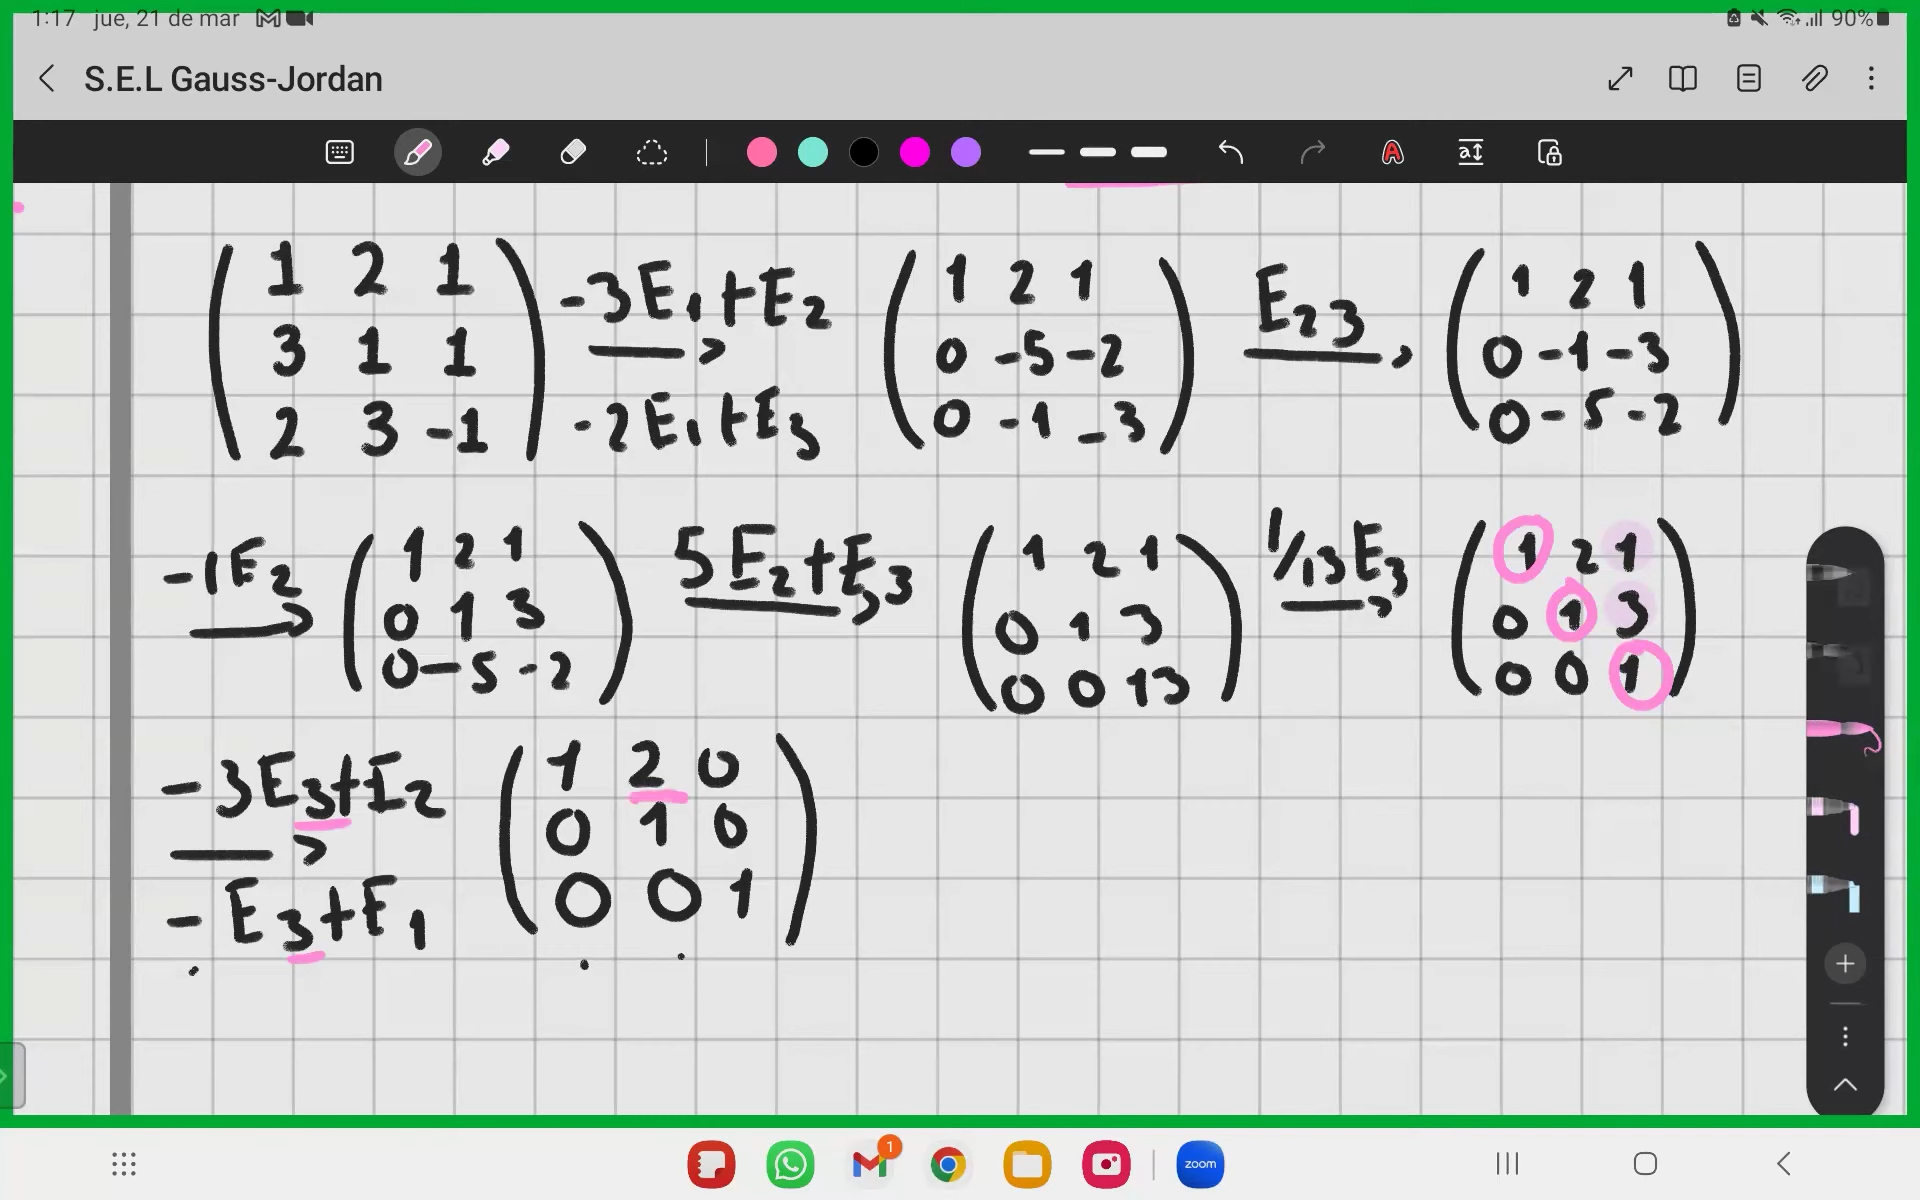 1:17 jue, 21 de mar 90%
S.E.L Gauss-Jordan
1 2 1 -3E₁+E₂ 1 2 1 E₂₃ 1 2 1
3 1 1 0 -5 -2 0 -1 -3
2 3 -1 -2E₁+E₃ 0 -1 -3 0 -5 -2
-1E₂ 1 2 1 5E₂+E₃ 1 2 1 1/13E₃ 1 2 1
0 1 3 0 1 3 0 1 3
0 -5 -2 0 0 13 0 0 1
-3E₃+E₂ 1 2 0
0 1 0
-E₃+E₁ 0 0 1
1
zoom